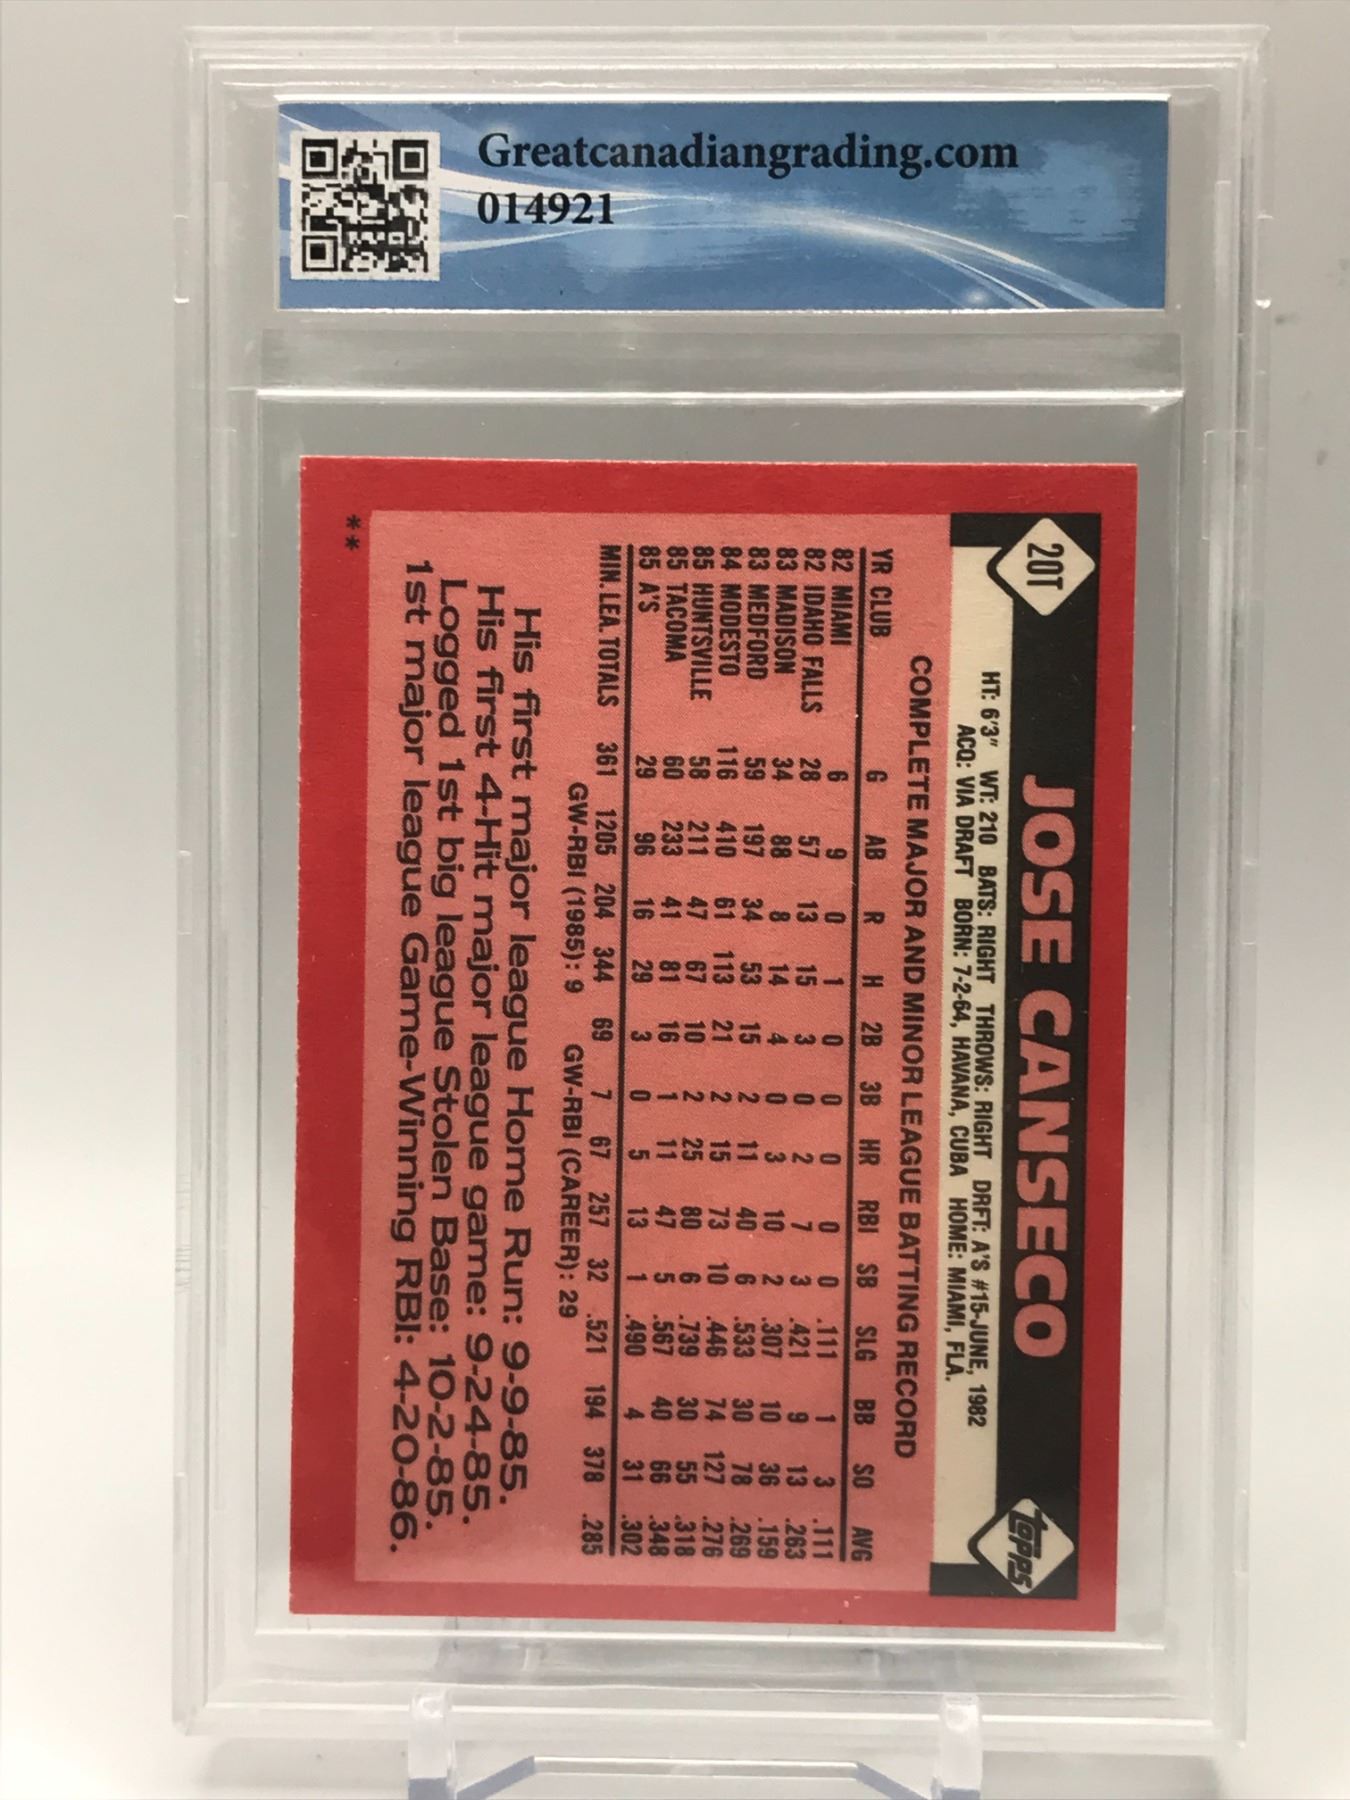 Greatcanadiangrading.com
014921
20T
JOSE CANSECO
topps
HT: 6'3" WT: 210 BATS: RIGHT THROWS: RIGHT DRFT: A'S #15-JUNE, 1982
ACQ: VIA DRAFT BORN: 7-2-64, HAVANA, CUBA HOME: MIAMI, FLA.
COMPLETE MAJOR AND MINOR LEAGUE BATTING RECORD
YR CLUB G AB R H 2B 3B HR RBI SB SLG BB SO AVG
82 MIAMI 6 9 0 1 0 0 0 0 0 .111 1 3 .111
82 IDAHO FALLS 28 57 13 15 3 0 2 7 3 .421 9 13 .263
83 MADISON 34 88 8 14 4 0 3 10 2 .307 10 36 .159
83 MEDFORD 59 197 34 53 15 2 11 40 6 .533 30 78 .269
84 MODESTO 116 410 61 113 21 2 15 73 10 .446 74 127 .276
85 HUNTSVILLE 58 211 47 67 10 2 25 80 6 .739 30 55 .318
85 TACOMA 60 233 41 81 16 1 11 47 5 .567 40 66 .348
85 A'S 29 96 16 29 3 0 5 13 1 .490 4 31 .302
MIN. LEA. TOTALS 361 1205 204 344 69 7 67 257 32 .521 194 378 .285
GW-RBI (1985): 9 GW-RBI (CAREER): 29
His first major league Home Run: 9-9-85.
His first 4-Hit major league game: 9-24-85.
Logged 1st big league Stolen Base: 10-2-85.
1st major league Game-Winning RBI: 4-20-86.
**